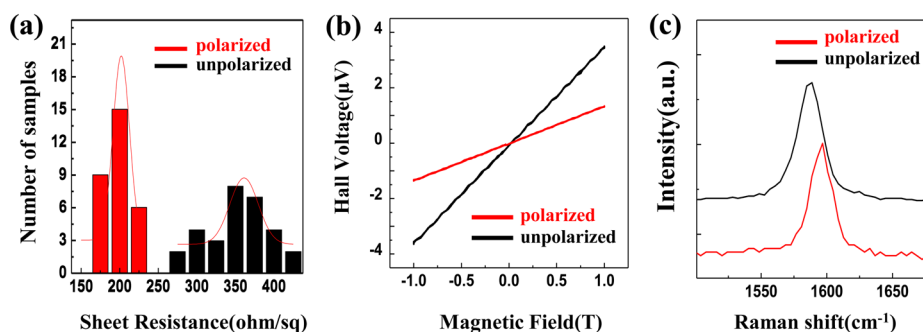 (a)
polarized
unpolarized
21
18
15
12
9
6
3
0
150 200 250 300 350 400
Number of samples
Sheet Resistance(ohm/sq)
(b)
4
2
0
-2
-4
-1.0 -0.5 0.0 0.5 1.0
polarized
unpolarized
Hall Voltage(μV)
Magnetic Field(T)
(c)
polarized
unpolarized
1550 1600 1650
Intensity(a.u.)
Raman shift(cm-1)